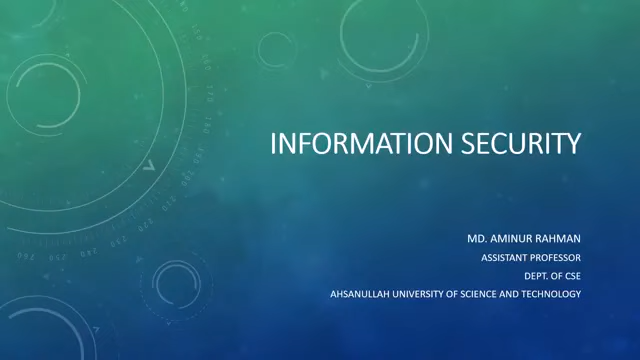 INFORMATION SECURITY
MD. AMINUR RAHMAN
ASSISTANT PROFESSOR
DEPT. OF CSE
AHSANULLAH UNIVERSITY OF SCIENCE AND TECHNOLOGY